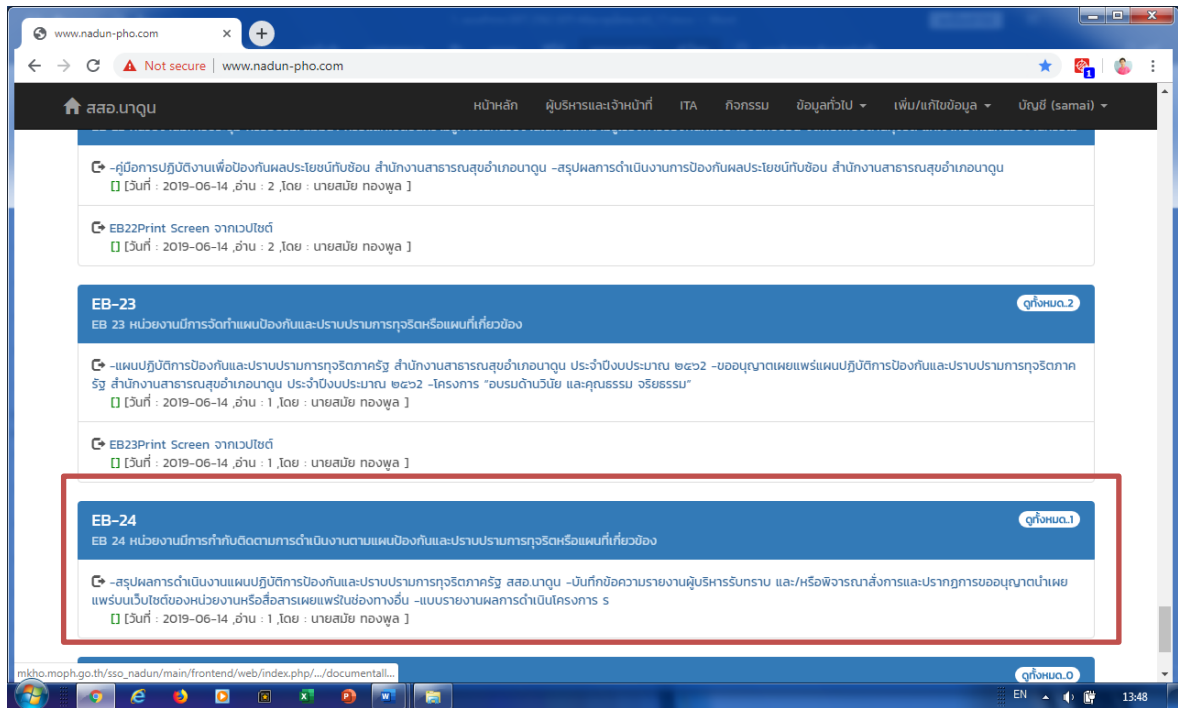 www.nadun-pho.com
Not secure | www.nadun-pho.com
1
สสอ.นาดูน
หน้าหลัก ผู้บริหารและเจ้าหน้าที่ ITA กิจกรรม ข้อมูลทั่วไป เพิ่ม/แก้ไขข้อมูล บัญชี (samai)
-คู่มือการปฏิบัติงานเพื่อป้องกันผลประโยชน์ทับซ้อน สำนักงานสาธารณสุขอำเภอนาดูน -สรุปผลการดำเนินงานการป้องกันผลประโยชน์ทับซ้อน สำนักงานสาธารณสุขอำเภอนาดูน
[] [วันที่ : 2019-06-14 ,อ่าน : 2 ,โดย : นายสมัย ทองพูล ]
EB22Print Screen จากเวปไซต์
[] [วันที่ : 2019-06-14 ,อ่าน : 2 ,โดย : นายสมัย ทองพูล ]
EB-23 ดูทั้งหมด..2
EB 23 หน่วยงานมีการจัดทำแผนป้องกันและปราบปรามการทุจริตหรือแผนที่เกี่ยวข้อง
-แผนปฏิบัติการป้องกันและปราบปรามการทุจริตภาครัฐ สำนักงานสาธารณสุขอำเภอนาดูน ประจำปีงบประมาณ ๒๕๖๒ -ขออนุญาตเผยแพร่แผนปฏิบัติการป้องกันและปราบปรามการทุจริตภาค
รัฐ สำนักงานสาธารณสุขอำเภอนาดูน ประจำปีงบประมาณ ๒๕๖๒ -โครงการ "อบรมด้านวินัย และคุณธรรม จริยธรรม"
[] [วันที่ : 2019-06-14 ,อ่าน : 1 ,โดย : นายสมัย ทองพูล ]
EB23Print Screen จากเวปไซต์
[] [วันที่ : 2019-06-14 ,อ่าน : 1 ,โดย : นายสมัย ทองพูล ]
EB-24 ดูทั้งหมด..1
EB 24 หน่วยงานมีการกำกับติดตามการดำเนินงานตามแผนป้องกันและปราบปรามการทุจริตหรือแผนที่เกี่ยวข้อง
-สรุปผลการดำเนินงานแผนปฏิบัติการป้องกันและปราบปรามการทุจริตภาครัฐ สสอ.นาดูน -บันทึกข้อความรายงานผู้บริหารรับทราบ และ/หรือพิจารณาสั่งการและปรากฏการขออนุญาตนำเผย
แพร่บนเว็บไซต์ของหน่วยงานหรือสื่อสารเผยแพร่ในช่องทางอื่น -แบบรายงานผลการดำเนินโครงการ ร
[] [วันที่ : 2019-06-14 ,อ่าน : 1 ,โดย : นายสมัย ทองพูล ]
ดูทั้งหมด..0
mkho.moph.go.th/sso_nadun/main/frontend/web/index.php/.../documentall...
EN 13:48